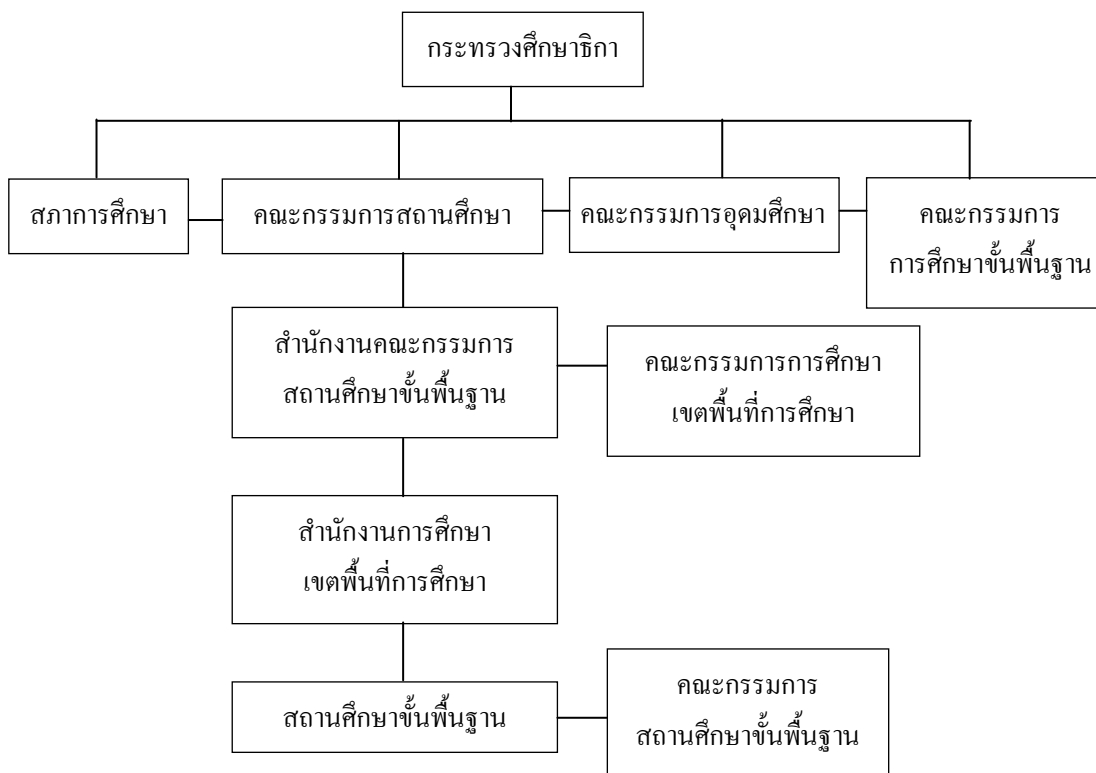 กระทรวงศึกษาธิกา
สภาการศึกษา
คณะกรรมการสถานศึกษา
คณะกรรมการอุดมศึกษา
คณะกรรมการ
การศึกษาขั้นพื้นฐาน
สำนักงานคณะกรรมการ
สถานศึกษาขั้นพื้นฐาน
คณะกรรมการการศึกษา
เขตพื้นที่การศึกษา
สำนักงานการศึกษา
เขตพื้นที่การศึกษา
สถานศึกษาขั้นพื้นฐาน
คณะกรรมการ
สถานศึกษาขั้นพื้นฐาน